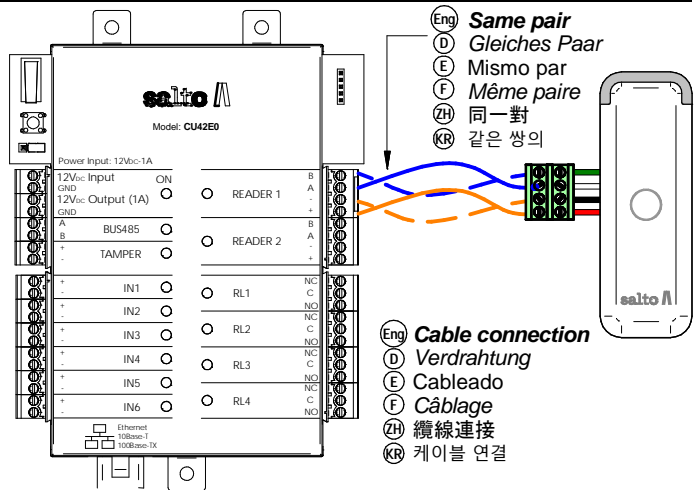 Eng Same pair
D Gleiches Paar
E Mismo par
F Même paire
ZH 同一對
KR 같은 쌍의
salto
Model: CU42E0
Power Input: 12VDC-1A
12VDC Input ON
GND
12VDC Output (1A)
GND
A
B
BUS485
+
-
TAMPER
READER 1
B
A
-
+
READER 2
B
A
-
+
+
-
IN1
+
-
IN2
+
-
IN3
+
-
IN4
+
-
IN5
+
-
IN6
RL1
NC
C
NO
RL2
NC
C
NO
RL3
NC
C
NO
RL4
NC
C
NO
Ethernet
10Base-T
100Base-TX
salto
Eng Cable connection
D Verdrahtung
E Cableado
F Câblage
ZH 纜線連接
KR 케이블 연결